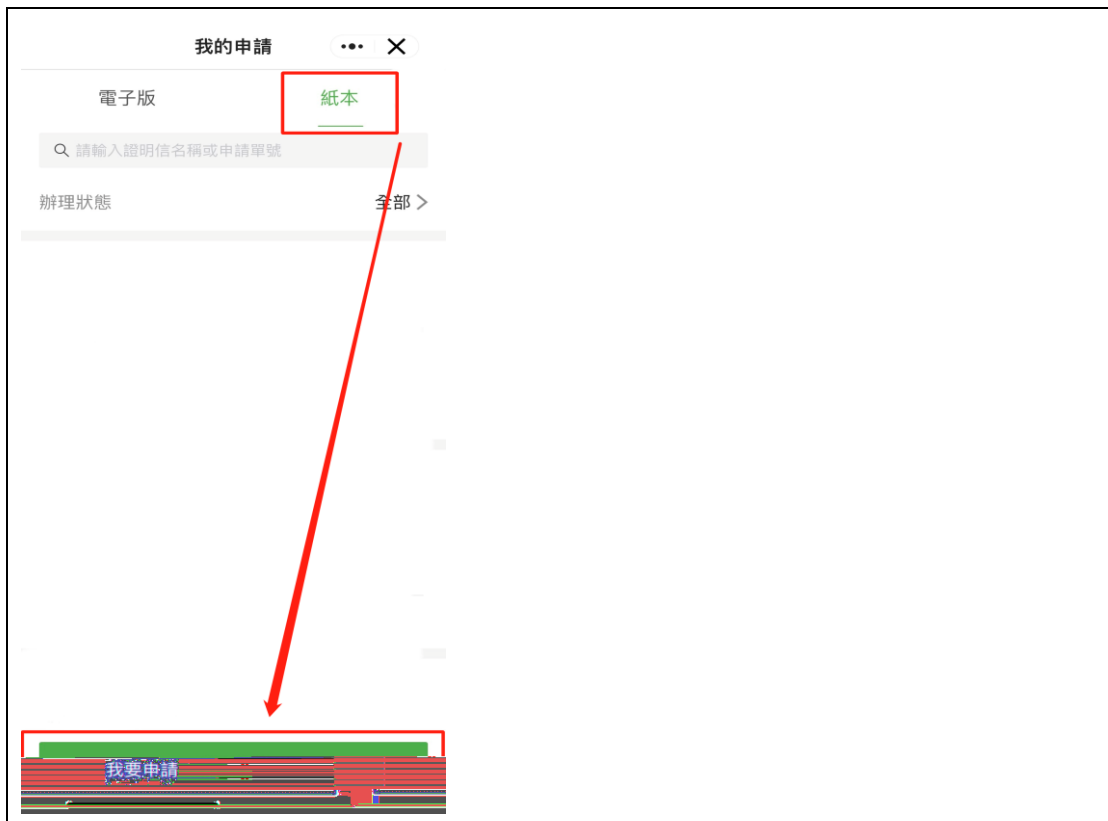 我的申請
電子版 紙本
請輸入證明信名稱或申請單號
辦理狀態 全部
我要申請